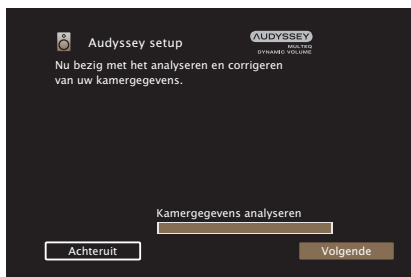 Audyssey setup
AUDYSSEY
MULTEQ
DYNAMIC VOLUME
Nu bezig met het analyseren en corrigeren
van uw kamergegevens.
Kamergegevens analyseren
Achteruit
Volgende